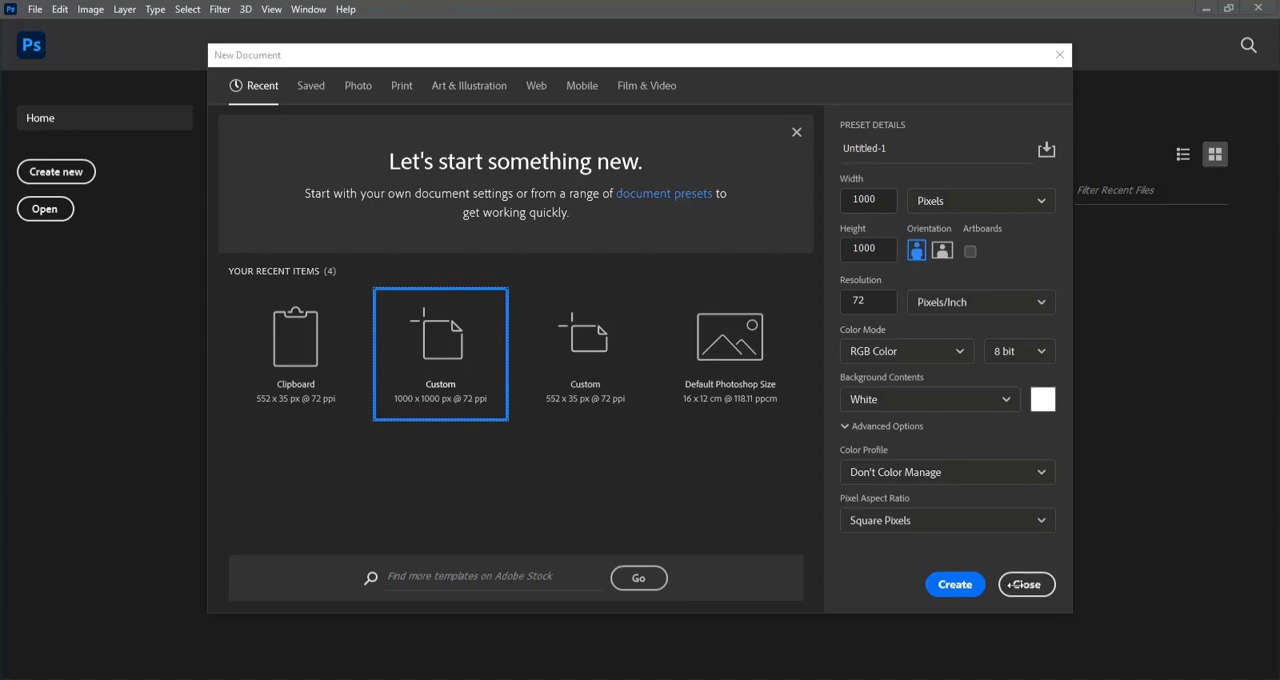 Ps File Edit Image Layer Type Select Filter 3D View Window Help
Ps
New Document
Recent Saved Photo Print Art & Illustration Web Mobile Film & Video
Home
Create new
Open
Let's start something new.
Start with your own document settings or from a range of document presets to
get working quickly.
YOUR RECENT ITEMS (4)
Clipboard
552 x 35 px @ 72 ppi
Custom
1000 x 1000 px @ 72 ppi
Custom
552 x 35 px @ 72 ppi
Default Photoshop Size
16 x 12 cm @ 118.11 ppcm
Find more templates on Adobe Stock
Go
PRESET DETAILS
Untitled-1
Width
1000 Pixels
Height Orientation Artboards
1000
Resolution
72 Pixels/Inch
Color Mode
RGB Color 8 bit
Background Contents
White
Advanced Options
Color Profile
Don't Color Manage
Pixel Aspect Ratio
Square Pixels
Create Close
Filter Recent Files